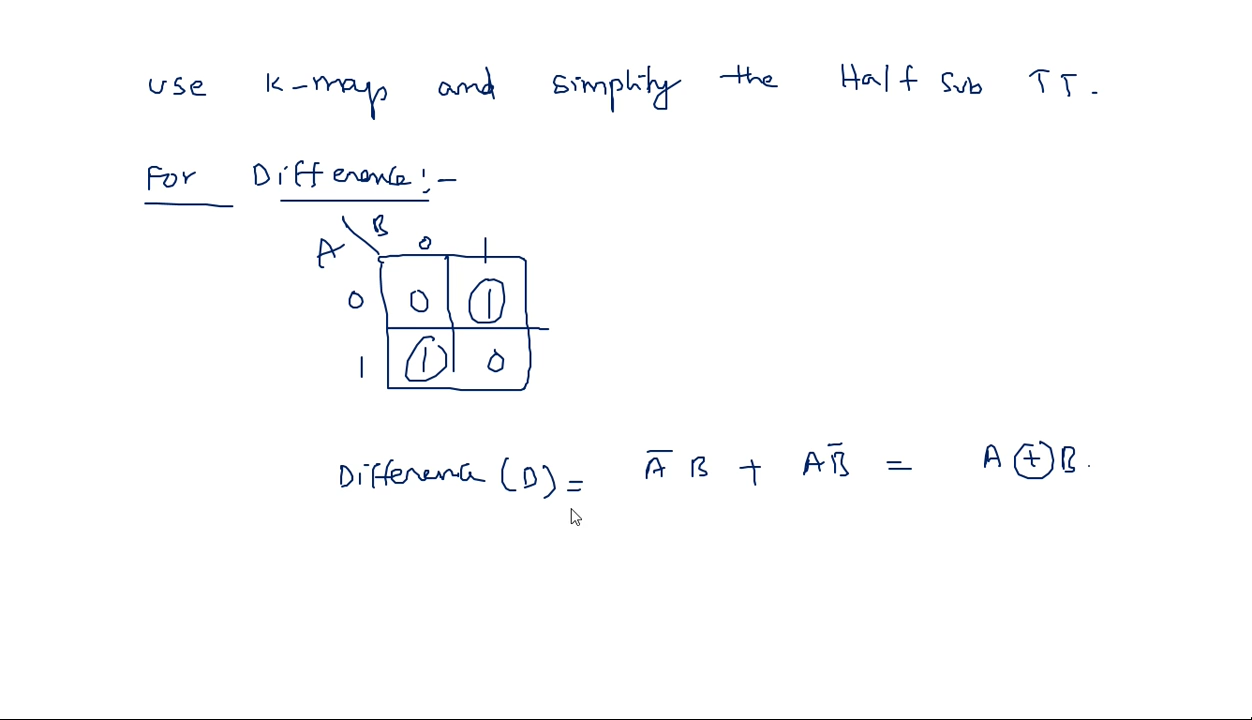 use k-map and simplify the Half Sub TT.
For Difference:-
A \ B 0 1
0 0 1
1 1 0
Difference (D) = A̅ B + A B̅ = A ⊕ B.